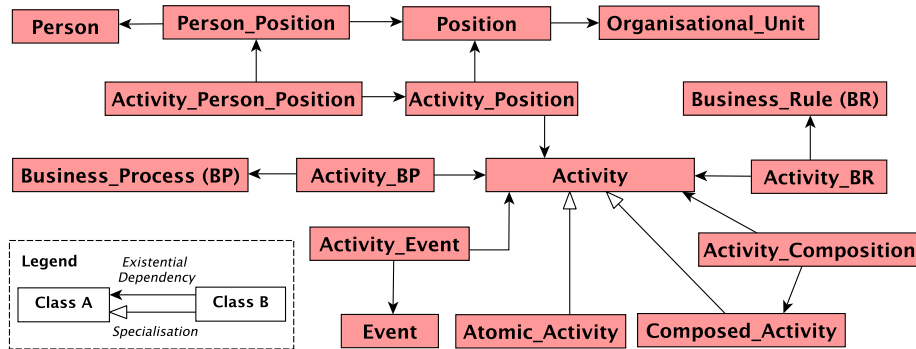 Person
Person_Position
Position
Organisational_Unit
Activity_Person_Position
Activity_Position
Business_Rule (BR)
Business_Process (BP)
Activity_BP
Activity
Activity_BR
Activity_Event
Activity_Composition
Event
Atomic_Activity
Composed_Activity
Legend
Existential
Dependency
Class A
Class B
Specialisation